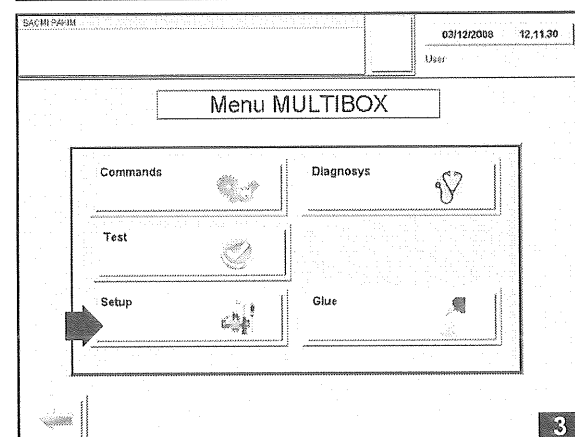 SACMI PAKIM
03/12/2008 12.11.30
User
Menu MULTIBOX
Commands
Diagnosys
Test
Setup
Glue
3